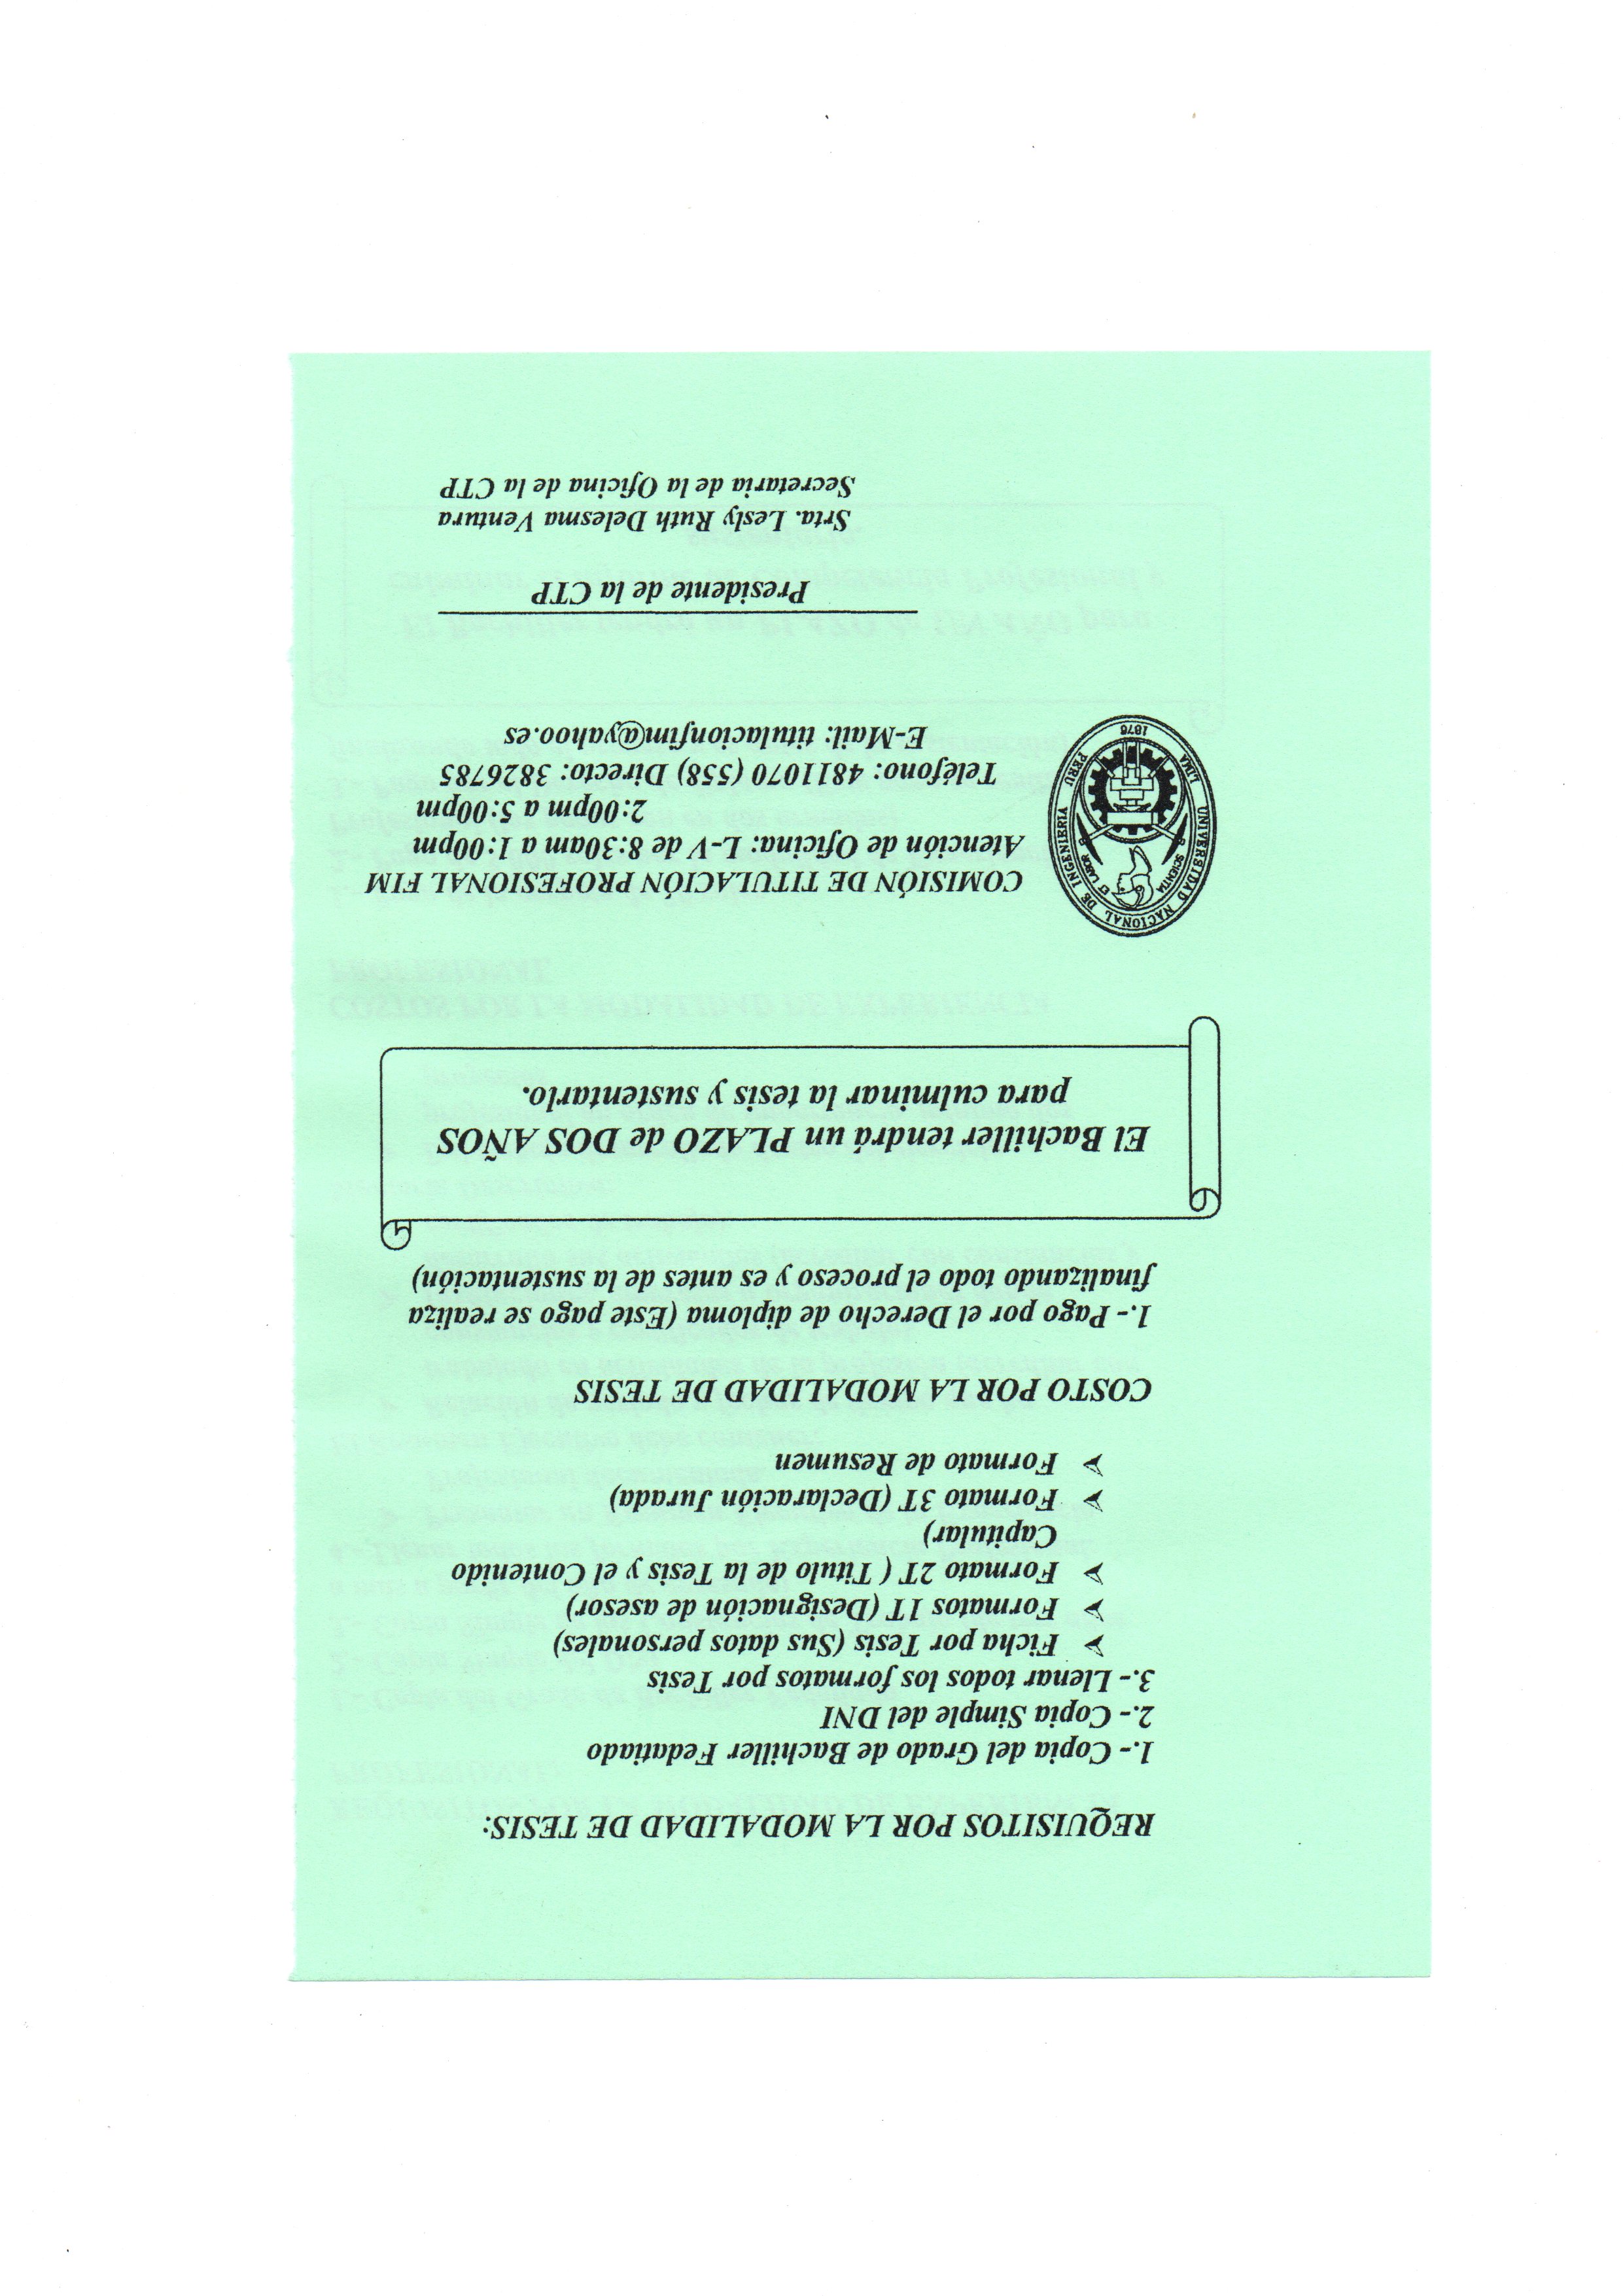 REQUISITOS POR LA MODALIDAD DE TESIS:
1.- Copia del Grado de Bachiller Fedatiado
2.- Copia Simple del DNI
3.- Llenar todos los formatos por Tesis
➢ Ficha por Tesis (Sus datos personales)
➢ Formatos 1T (Designación de asesor)
➢ Formato 2T ( Titulo de la Tesis y el Contenido
Capitular)
➢ Formato 3T (Declaración Jurada)
➢ Formato de Resumen
COSTO POR LA MODALIDAD DE TESIS
1.- Pago por el Derecho de diploma (Este pago se realiza
finalizando todo el proceso y es antes de la sustentación)
El Bachiller tendrá un PLAZO de DOS AÑOS
para culminar la tesis y sustentarlo.
UNIVERSIDAD NACIONAL DE INGENIERIA
SCIENTIA ET LABOR
LIMA 1876 PERU
COMISIÓN DE TITULACIÓN PROFESIONAL FIM
Atención de Oficina: L-V de 8:30am a 1:00pm
2:00pm a 5:00pm
Teléfono: 4811070 (558) Directo: 3826785
E-Mail: titulacionfim@yahoo.es
Presidente de la CTP
Srta. Lesly Ruth Delesma Ventura
Secretaria de la Oficina de la CTP